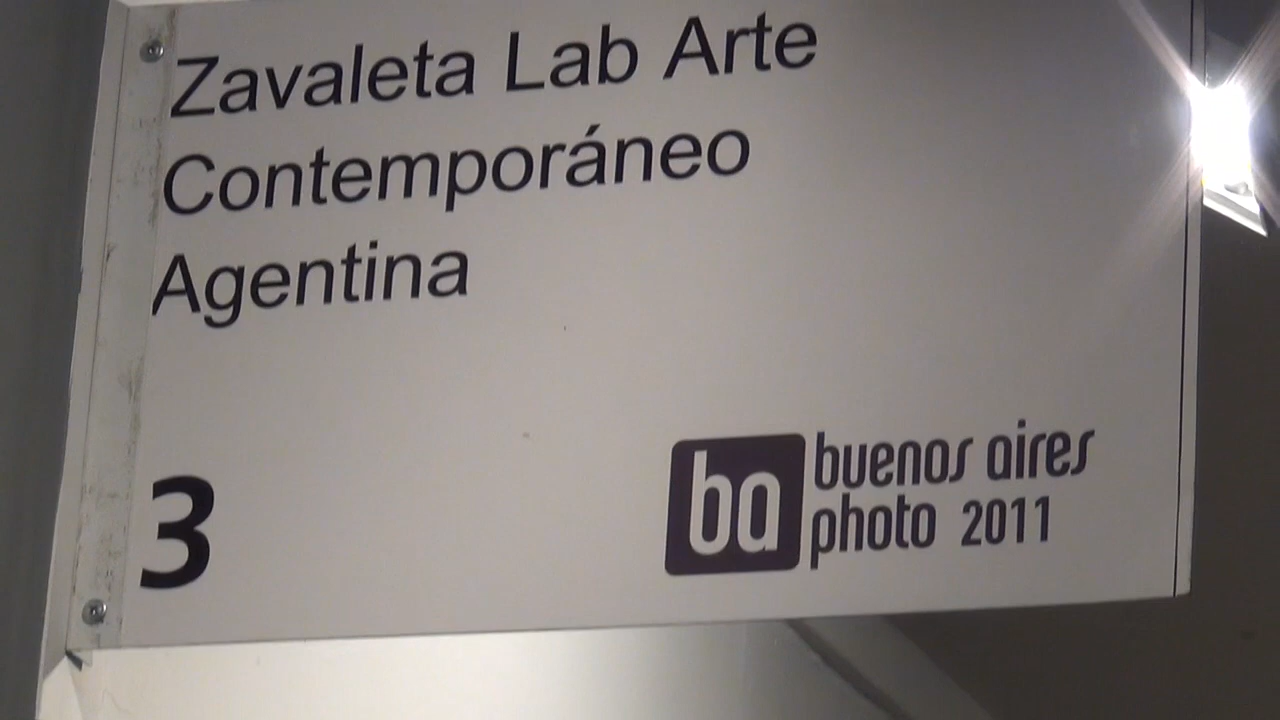 Zavaleta Lab Arte
Contemporáneo
Agentina
3
ba
buenos aires
photo 2011